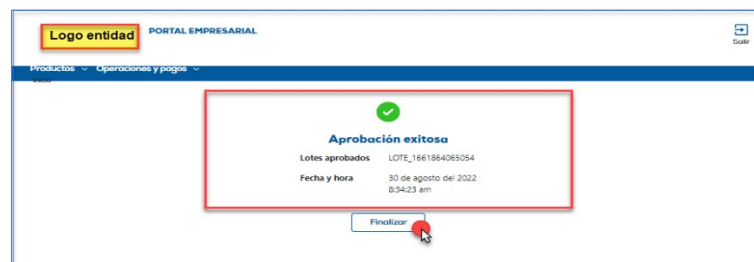 Logo entidad
PORTAL EMPRESARIAL
Salir
Productos Operaciones y pagos
Inicio
Aprobación exitosa
Lotes aprobados LOTE_1661864065054
Fecha y hora 30 de agosto del 2022
8:34:23 am
Finalizar